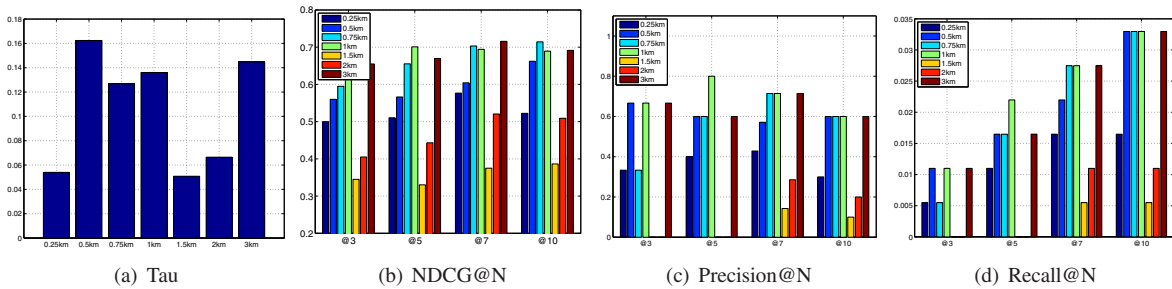 0.18
0.16
0.14
0.12
0.1
0.08
0.06
0.04
0.02
0
0.25km 0.5km 0.75km 1km 1.5km 2km 3km
(a) Tau
0.8
0.7
0.6
0.5
0.4
0.3
0.2
0.25km
0.5km
0.75km
1km
1.5km
2km
3km
@3 @5 @7 @10
(b) NDCG@N
1
0.8
0.6
0.4
0.2
0
0.25km
0.5km
0.75km
1km
1.5km
2km
3km
@3 @5 @7 @10
(c) Precision@N
0.035
0.03
0.025
0.02
0.015
0.01
0.005
0
0.25km
0.5km
0.75km
1km
1.5km
2km
3km
@3 @5 @7 @10
(d) Recall@N